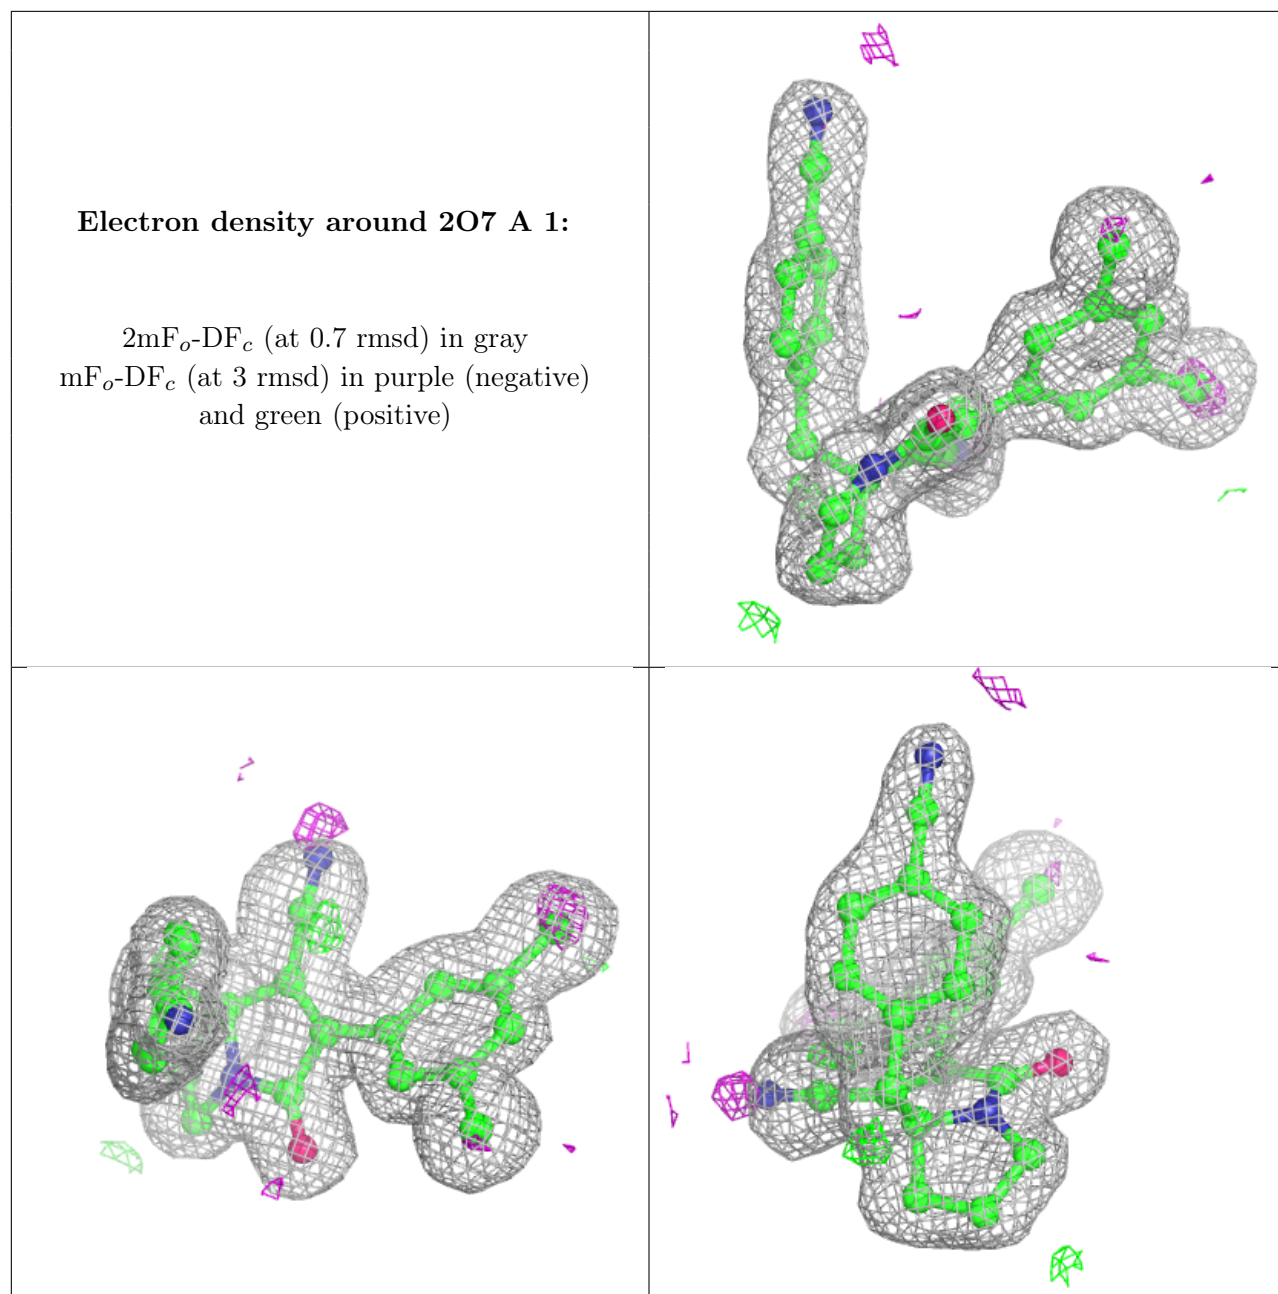 Electron density around 2O7 A 1:
2mFo-DFc (at 0.7 rmsd) in gray
mFo-DFc (at 3 rmsd) in purple (negative)
and green (positive)